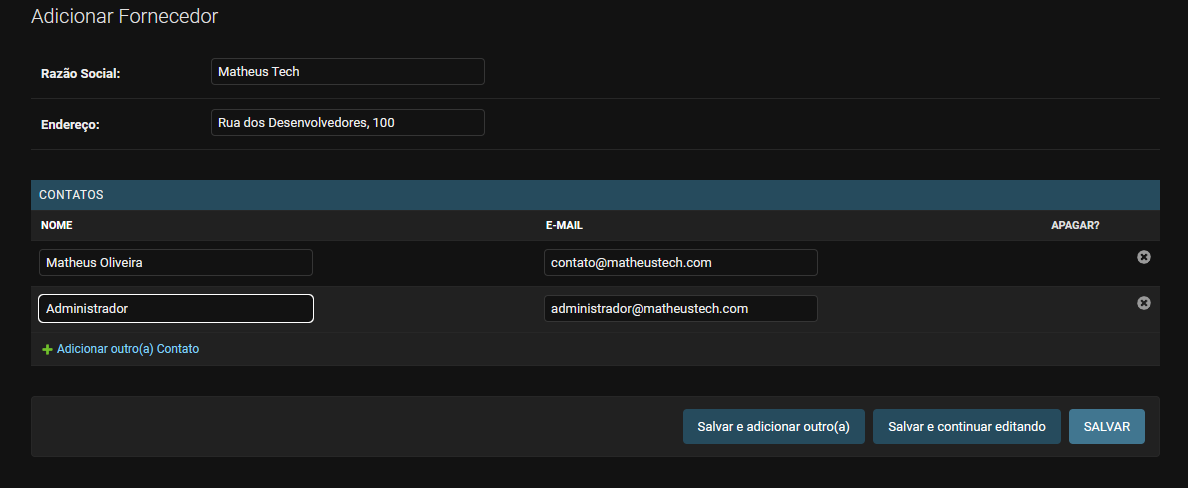 Adicionar Fornecedor
Razão Social: Matheus Tech
Endereço: Rua dos Desenvolvedores, 100
CONTATOS
NOME E-MAIL APAGAR?
Matheus Oliveira contato@matheustech.com
Administrador administrador@matheustech.com
Adicionar outro(a) Contato
Salvar e adicionar outro(a) Salvar e continuar editando SALVAR